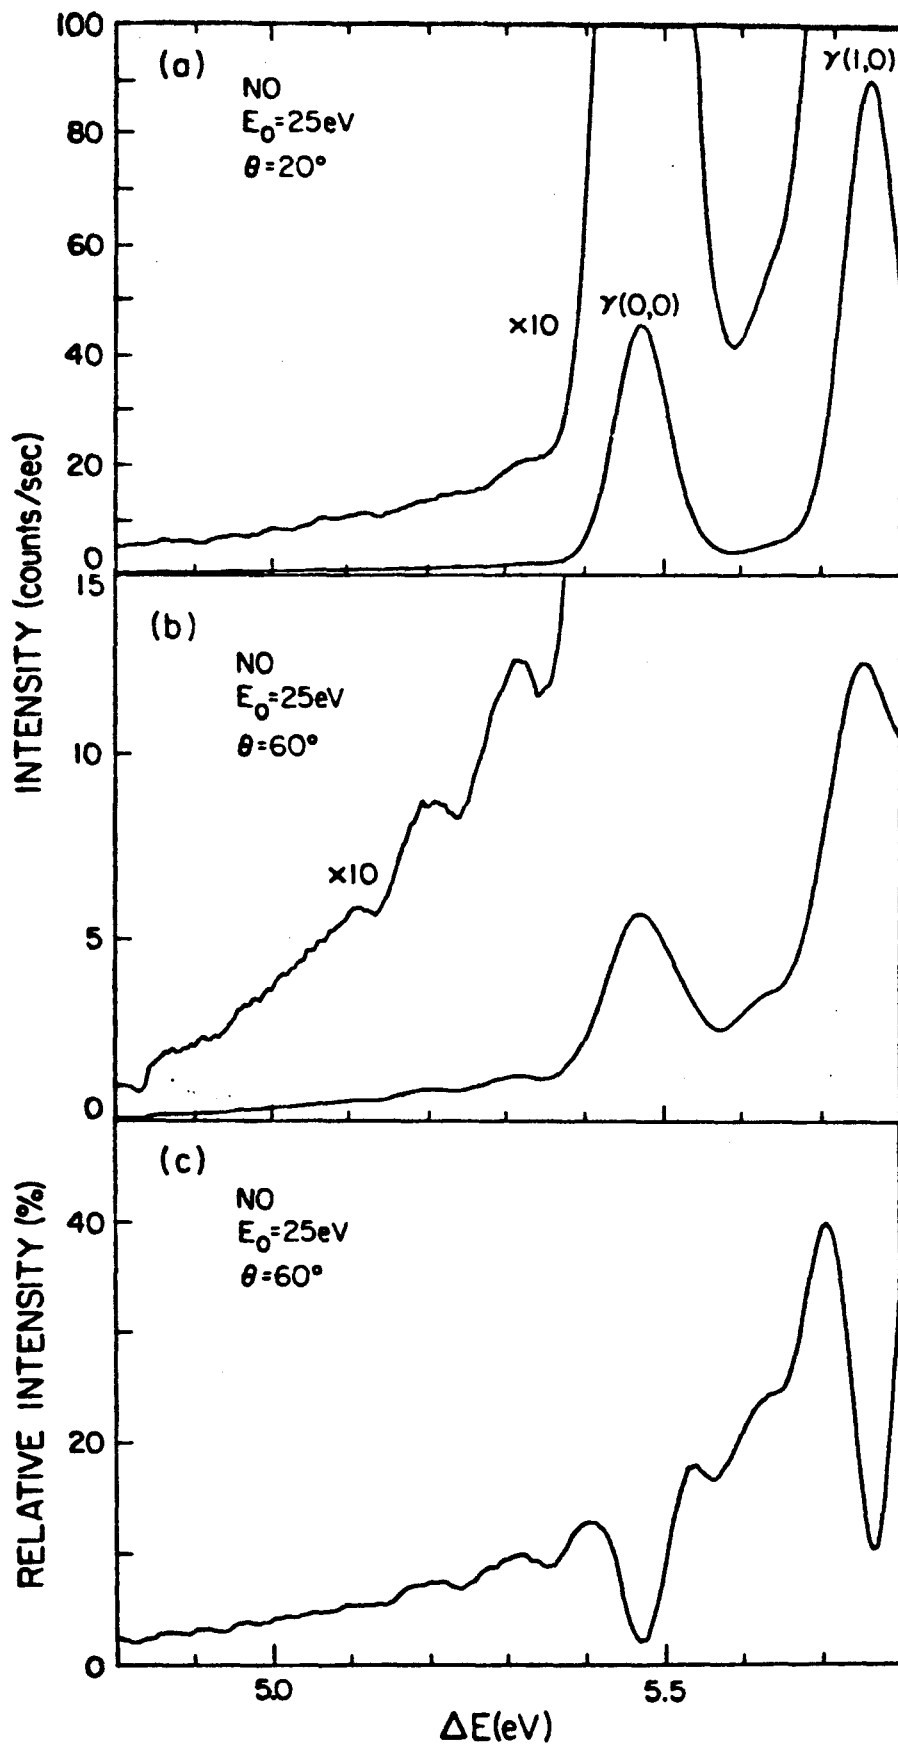 100
80
60
40
20
0
(a)
NO
E₀=25eV
θ=20°
γ(1,0)
γ(0,0)
×10
INTENSITY (counts/sec)
15
10
5
0
(b)
NO
E₀=25eV
θ=60°
×10
RELATIVE INTENSITY (%)
40
20
0
(c)
NO
E₀=25eV
θ=60°
5.0
5.5
ΔE(eV)